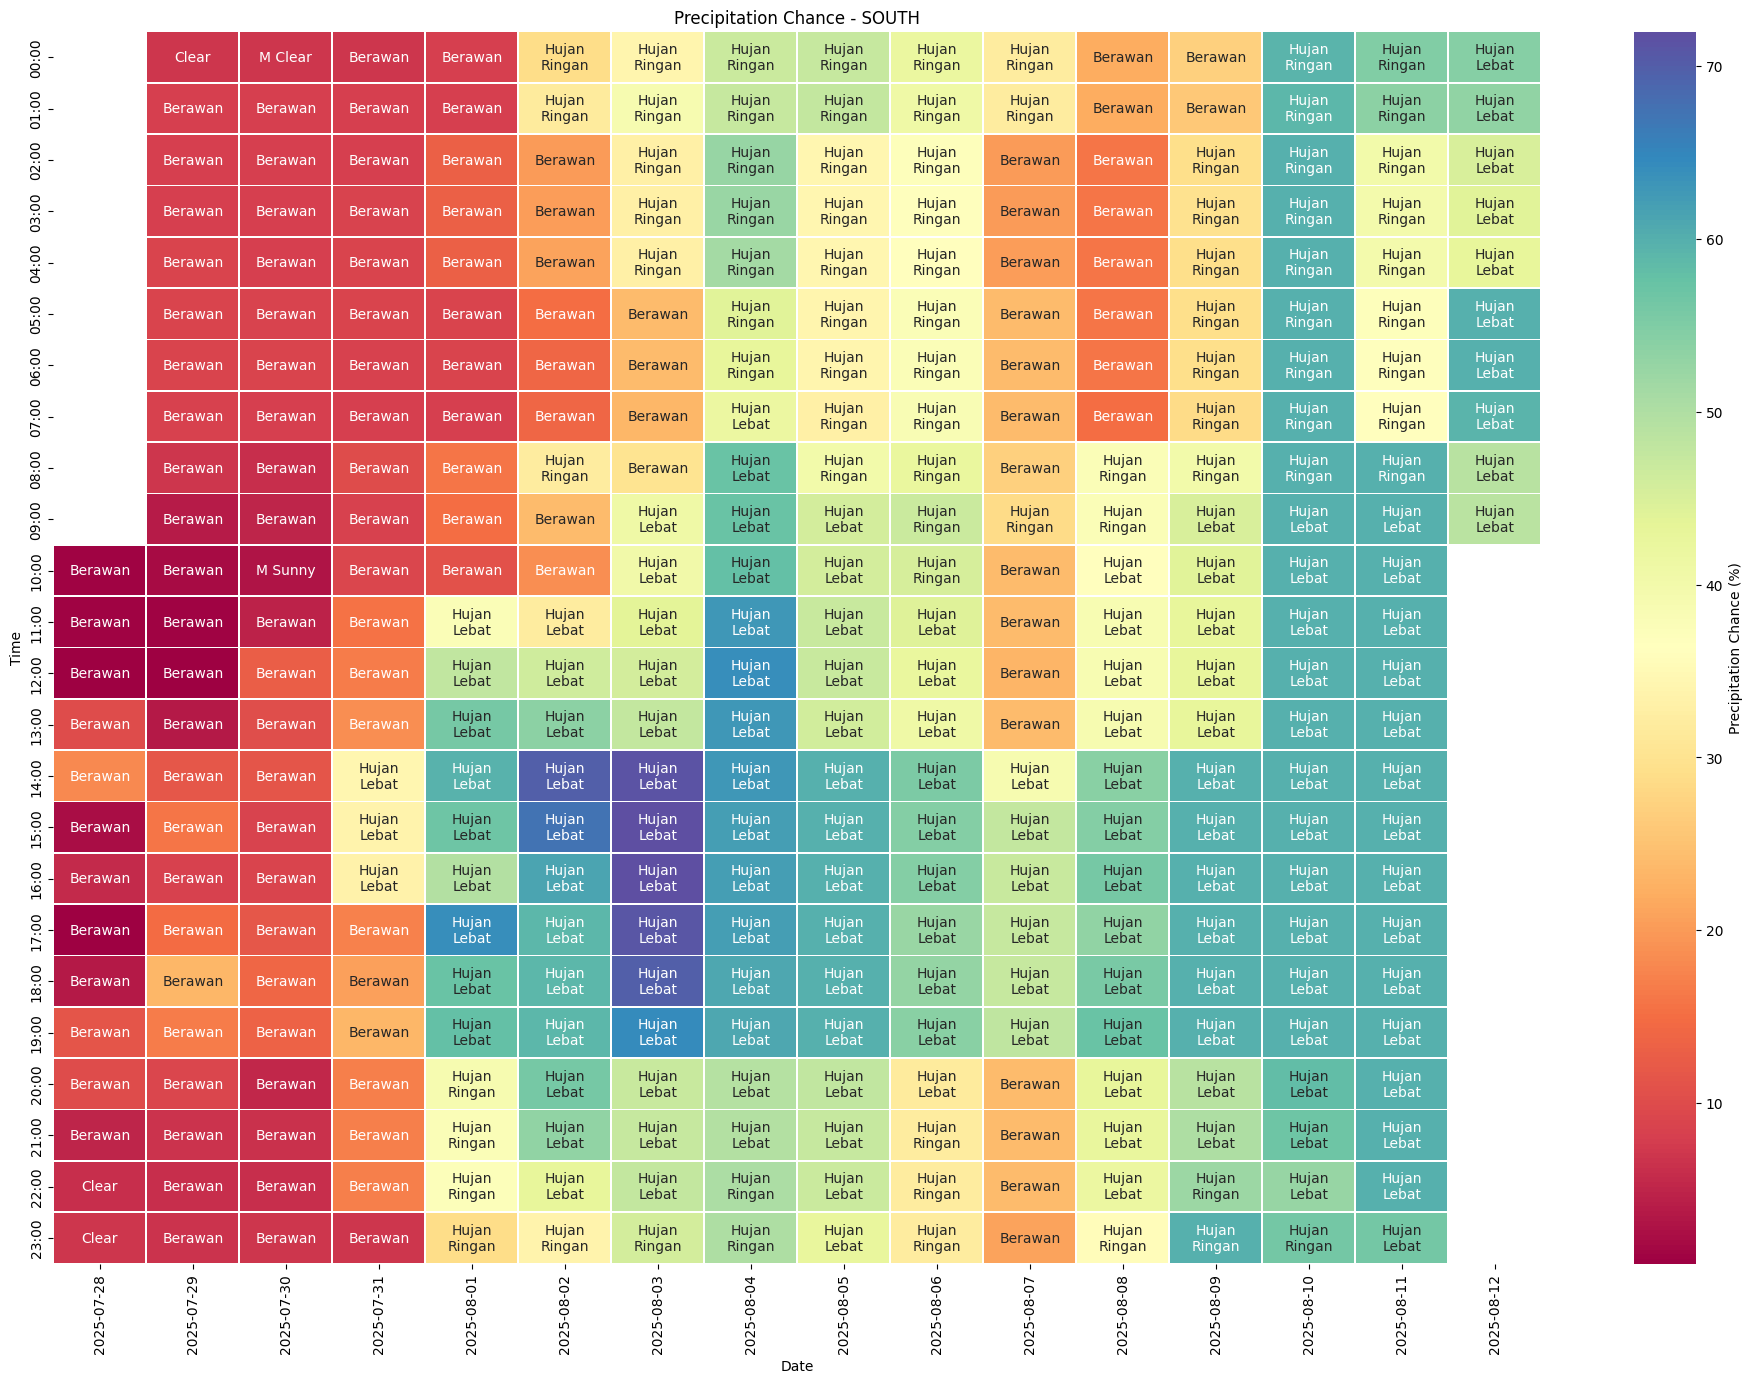 Precipitation Chance - SOUTH
00:00 Clear M Clear Berawan Berawan Hujan Ringan Hujan Ringan Hujan Ringan Hujan Ringan Hujan Ringan Hujan Ringan Berawan Berawan Hujan Ringan Hujan Ringan Hujan Lebat
01:00 Berawan Berawan Berawan Berawan Hujan Ringan Hujan Ringan Hujan Ringan Hujan Ringan Hujan Ringan Hujan Ringan Berawan Berawan Hujan Ringan Hujan Ringan Hujan Lebat
02:00 Berawan Berawan Berawan Berawan Berawan Hujan Ringan Hujan Ringan Hujan Ringan Hujan Ringan Berawan Berawan Hujan Ringan Hujan Ringan Hujan Ringan Hujan Lebat
03:00 Berawan Berawan Berawan Berawan Berawan Hujan Ringan Hujan Ringan Hujan Ringan Hujan Ringan Berawan Berawan Hujan Ringan Hujan Ringan Hujan Ringan Hujan Lebat
04:00 Berawan Berawan Berawan Berawan Berawan Hujan Ringan Hujan Ringan Hujan Ringan Hujan Ringan Berawan Berawan Hujan Ringan Hujan Ringan Hujan Ringan Hujan Lebat
05:00 Berawan Berawan Berawan Berawan Berawan Berawan Hujan Ringan Hujan Ringan Hujan Ringan Berawan Berawan Hujan Ringan Hujan Ringan Hujan Ringan Hujan Lebat
06:00 Berawan Berawan Berawan Berawan Berawan Berawan Hujan Ringan Hujan Ringan Hujan Ringan Berawan Berawan Hujan Ringan Hujan Ringan Hujan Ringan Hujan Lebat
07:00 Berawan Berawan Berawan Berawan Berawan Berawan Hujan Lebat Hujan Ringan Hujan Ringan Berawan Berawan Hujan Ringan Hujan Ringan Hujan Ringan Hujan Lebat
08:00 Berawan Berawan Berawan Berawan Hujan Ringan Berawan Hujan Lebat Hujan Ringan Hujan Ringan Berawan Hujan Ringan Hujan Ringan Hujan Ringan Hujan Ringan Hujan Lebat
09:00 Berawan Berawan Berawan Berawan Berawan Hujan Lebat Hujan Lebat Hujan Lebat Hujan Ringan Hujan Ringan Hujan Ringan Hujan Lebat Hujan Lebat Hujan Lebat Hujan Lebat
10:00 Berawan Berawan M Sunny Berawan Berawan Berawan Hujan Lebat Hujan Lebat Hujan Lebat Hujan Ringan Berawan Hujan Lebat Hujan Lebat Hujan Lebat Hujan Lebat
11:00 Berawan Berawan Berawan Berawan Hujan Lebat Hujan Lebat Hujan Lebat Hujan Lebat Hujan Lebat Hujan Lebat Berawan Hujan Lebat Hujan Lebat Hujan Lebat Hujan Lebat
12:00 Berawan Berawan Berawan Berawan Hujan Lebat Hujan Lebat Hujan Lebat Hujan Lebat Hujan Lebat Hujan Lebat Berawan Hujan Lebat Hujan Lebat Hujan Lebat Hujan Lebat
13:00 Berawan Berawan Berawan Berawan Hujan Lebat Hujan Lebat Hujan Lebat Hujan Lebat Hujan Lebat Hujan Lebat Berawan Hujan Lebat Hujan Lebat Hujan Lebat Hujan Lebat
14:00 Berawan Berawan Berawan Hujan Lebat Hujan Lebat Hujan Lebat Hujan Lebat Hujan Lebat Hujan Lebat Hujan Lebat Hujan Lebat Hujan Lebat Hujan Lebat Hujan Lebat Hujan Lebat
15:00 Berawan Berawan Berawan Hujan Lebat Hujan Lebat Hujan Lebat Hujan Lebat Hujan Lebat Hujan Lebat Hujan Lebat Hujan Lebat Hujan Lebat Hujan Lebat Hujan Lebat Hujan Lebat
16:00 Berawan Berawan Berawan Hujan Lebat Hujan Lebat Hujan Lebat Hujan Lebat Hujan Lebat Hujan Lebat Hujan Lebat Hujan Lebat Hujan Lebat Hujan Lebat Hujan Lebat Hujan Lebat
17:00 Berawan Berawan Berawan Berawan Hujan Lebat Hujan Lebat Hujan Lebat Hujan Lebat Hujan Lebat Hujan Lebat Hujan Lebat Hujan Lebat Hujan Lebat Hujan Lebat Hujan Lebat
18:00 Berawan Berawan Berawan Berawan Hujan Lebat Hujan Lebat Hujan Lebat Hujan Lebat Hujan Lebat Hujan Lebat Hujan Lebat Hujan Lebat Hujan Lebat Hujan Lebat Hujan Lebat
19:00 Berawan Berawan Berawan Berawan Hujan Lebat Hujan Lebat Hujan Lebat Hujan Lebat Hujan Lebat Hujan Lebat Hujan Lebat Hujan Lebat Hujan Lebat Hujan Lebat Hujan Lebat
20:00 Berawan Berawan Berawan Berawan Hujan Ringan Hujan Lebat Hujan Lebat Hujan Lebat Hujan Lebat Hujan Lebat Berawan Hujan Lebat Hujan Lebat Hujan Lebat Hujan Lebat
21:00 Berawan Berawan Berawan Berawan Hujan Ringan Hujan Lebat Hujan Lebat Hujan Lebat Hujan Lebat Hujan Ringan Berawan Hujan Lebat Hujan Lebat Hujan Lebat Hujan Lebat
22:00 Clear Berawan Berawan Berawan Hujan Ringan Hujan Lebat Hujan Lebat Hujan Ringan Hujan Lebat Hujan Ringan Berawan Hujan Lebat Hujan Ringan Hujan Lebat Hujan Lebat
23:00 Clear Berawan Berawan Berawan Hujan Ringan Hujan Ringan Hujan Ringan Hujan Ringan Hujan Lebat Hujan Ringan Berawan Hujan Ringan Hujan Ringan Hujan Ringan Hujan Lebat
Time
2025-07-28 2025-07-29 2025-07-30 2025-07-31 2025-08-01 2025-08-02 2025-08-03 2025-08-04 2025-08-05 2025-08-06 2025-08-07 2025-08-08 2025-08-09 2025-08-10 2025-08-11 2025-08-12
Date
70
60
50
40
30
20
10
Precipitation Chance (%)